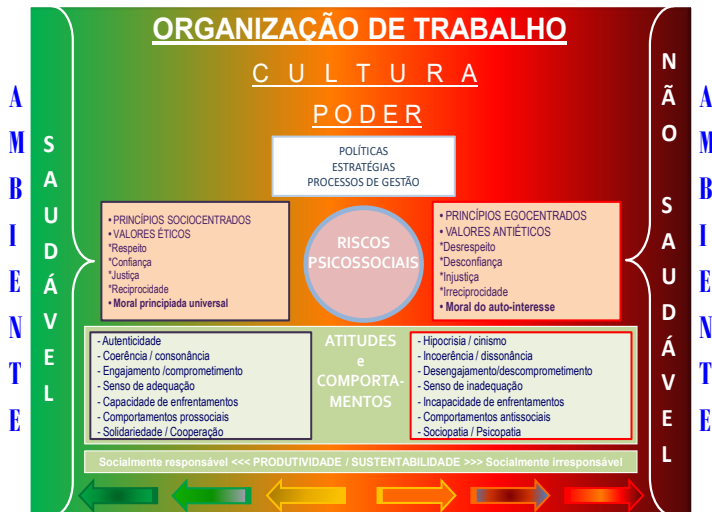 ORGANIZAÇÃO DE TRABALHO
C U L T U R A
PODER
AMBIENTE
SAUDÁVEL
POLÍTICAS
ESTRATÉGIAS
PROCESSOS DE GESTÃO
• PRINCÍPIOS SOCIOCENTRADOS
• VALORES ÉTICOS
*Respeito
*Confiança
*Justiça
*Reciprocidade
• Moral principiada universal
RISCOS
PSICOSSOCIAIS
• PRINCÍPIOS EGOCENTRADOS
• VALORES ANTIÉTICOS
*Desrespeito
*Desconfiança
*Injustiça
*Irreciprocidade
• Moral do auto-interesse
- Autenticidade
- Coerência / consonância
- Engajamento /comprometimento
- Senso de adequação
- Capacidade de enfrentamentos
- Comportamentos prossociais
- Solidariedade / Cooperação
ATITUDES
e
COMPORTA-
MENTOS
- Hipocrisia / cinismo
- Incoerência / dissonância
- Desengajamento/descomprometimento
- Senso de inadequação
- Incapacidade de enfrentamentos
- Comportamentos antissociais
- Sociopatia / Psicopatia
Socialmente responsável <<< PRODUTIVIDADE / SUSTENTABILIDADE >>> Socialmente irresponsável
NÃO SAUDÁVEL
AMBIENTE